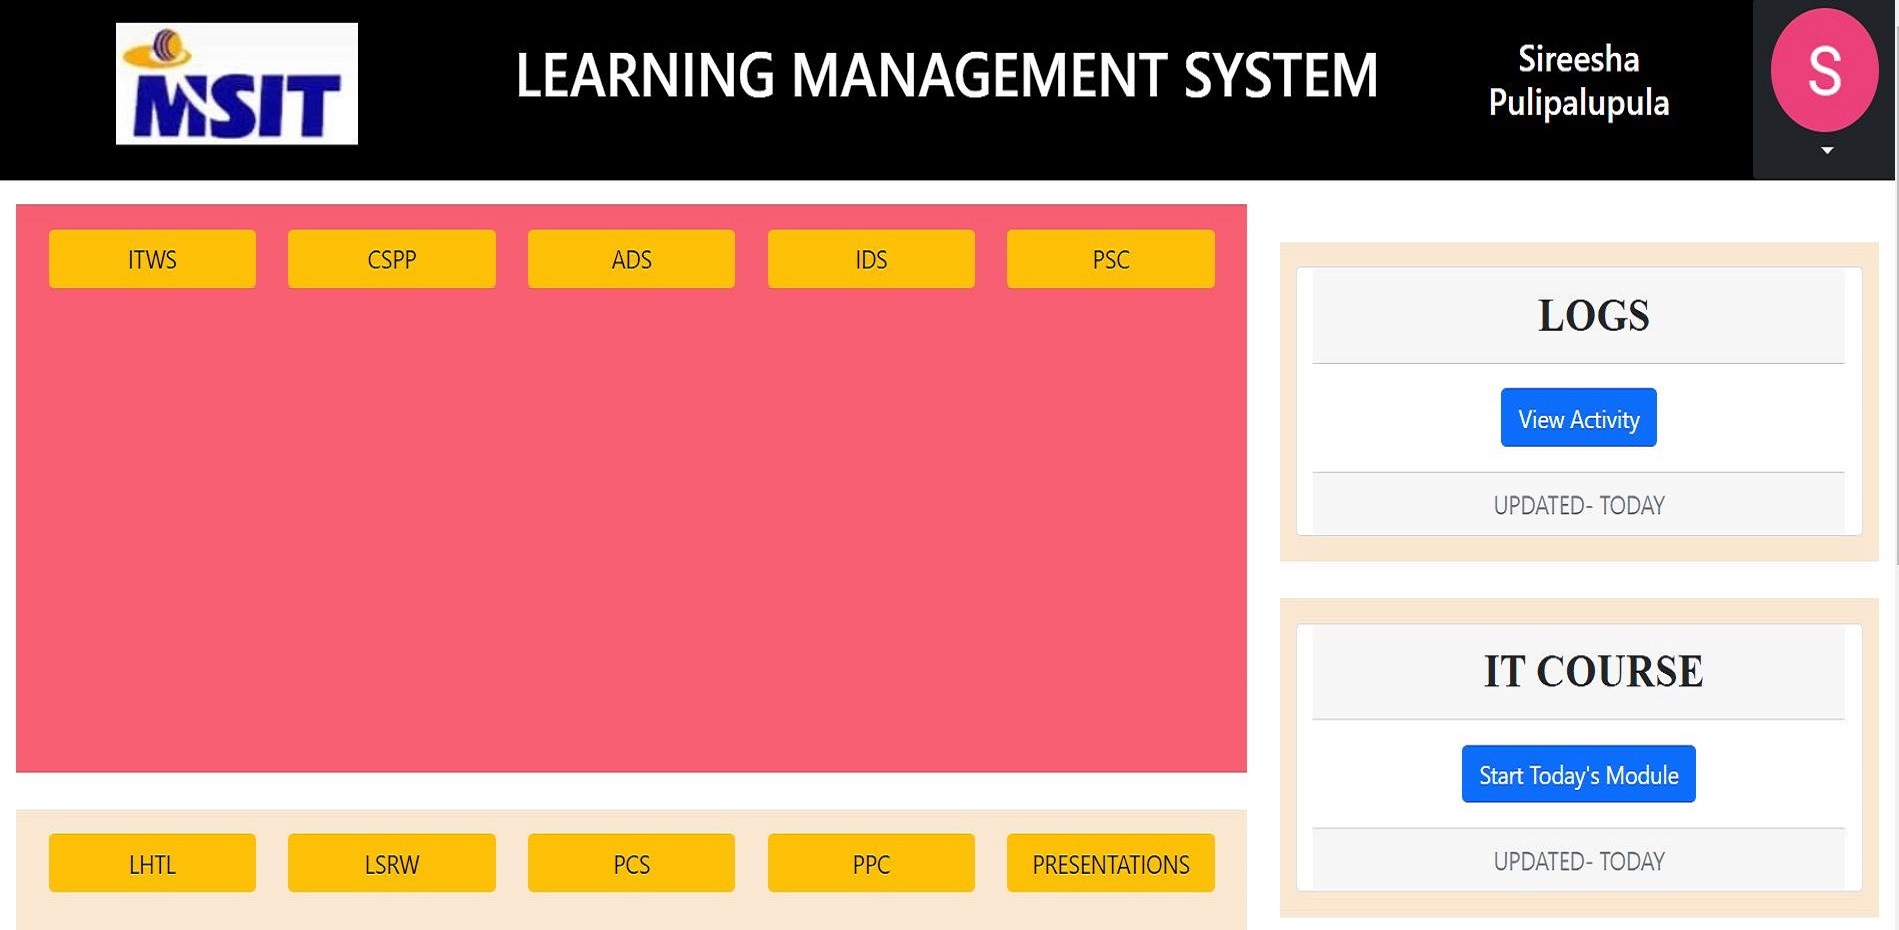 MSIT
LEARNING MANAGEMENT SYSTEM
Sireesha
Pulipalupula
S
ITWS
CSPP
ADS
IDS
PSC
LOGS
View Activity
UPDATED- TODAY
IT COURSE
Start Today's Module
UPDATED- TODAY
LHTL
LSRW
PCS
PPC
PRESENTATIONS